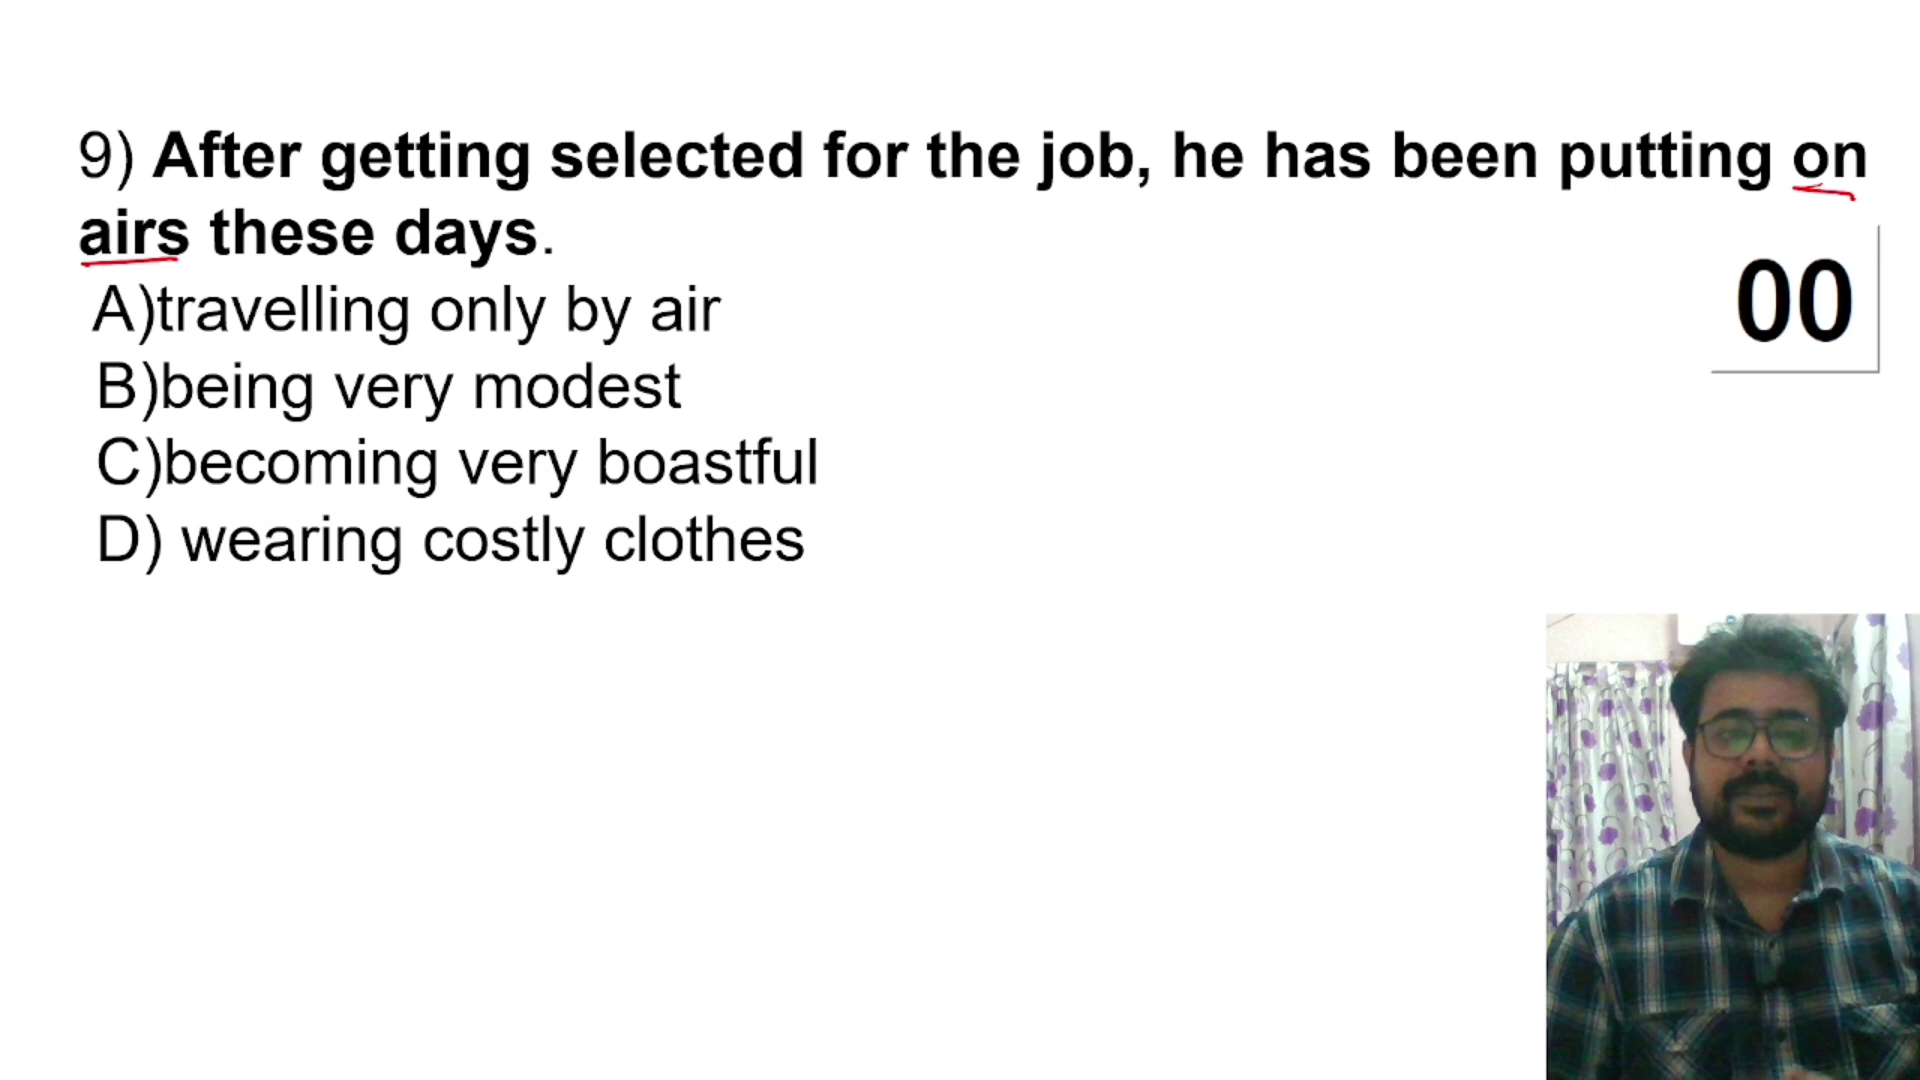 9) After getting selected for the job, he has been putting on
airs these days.
A)travelling only by air
B)being very modest
C)becoming very boastful
D) wearing costly clothes
00